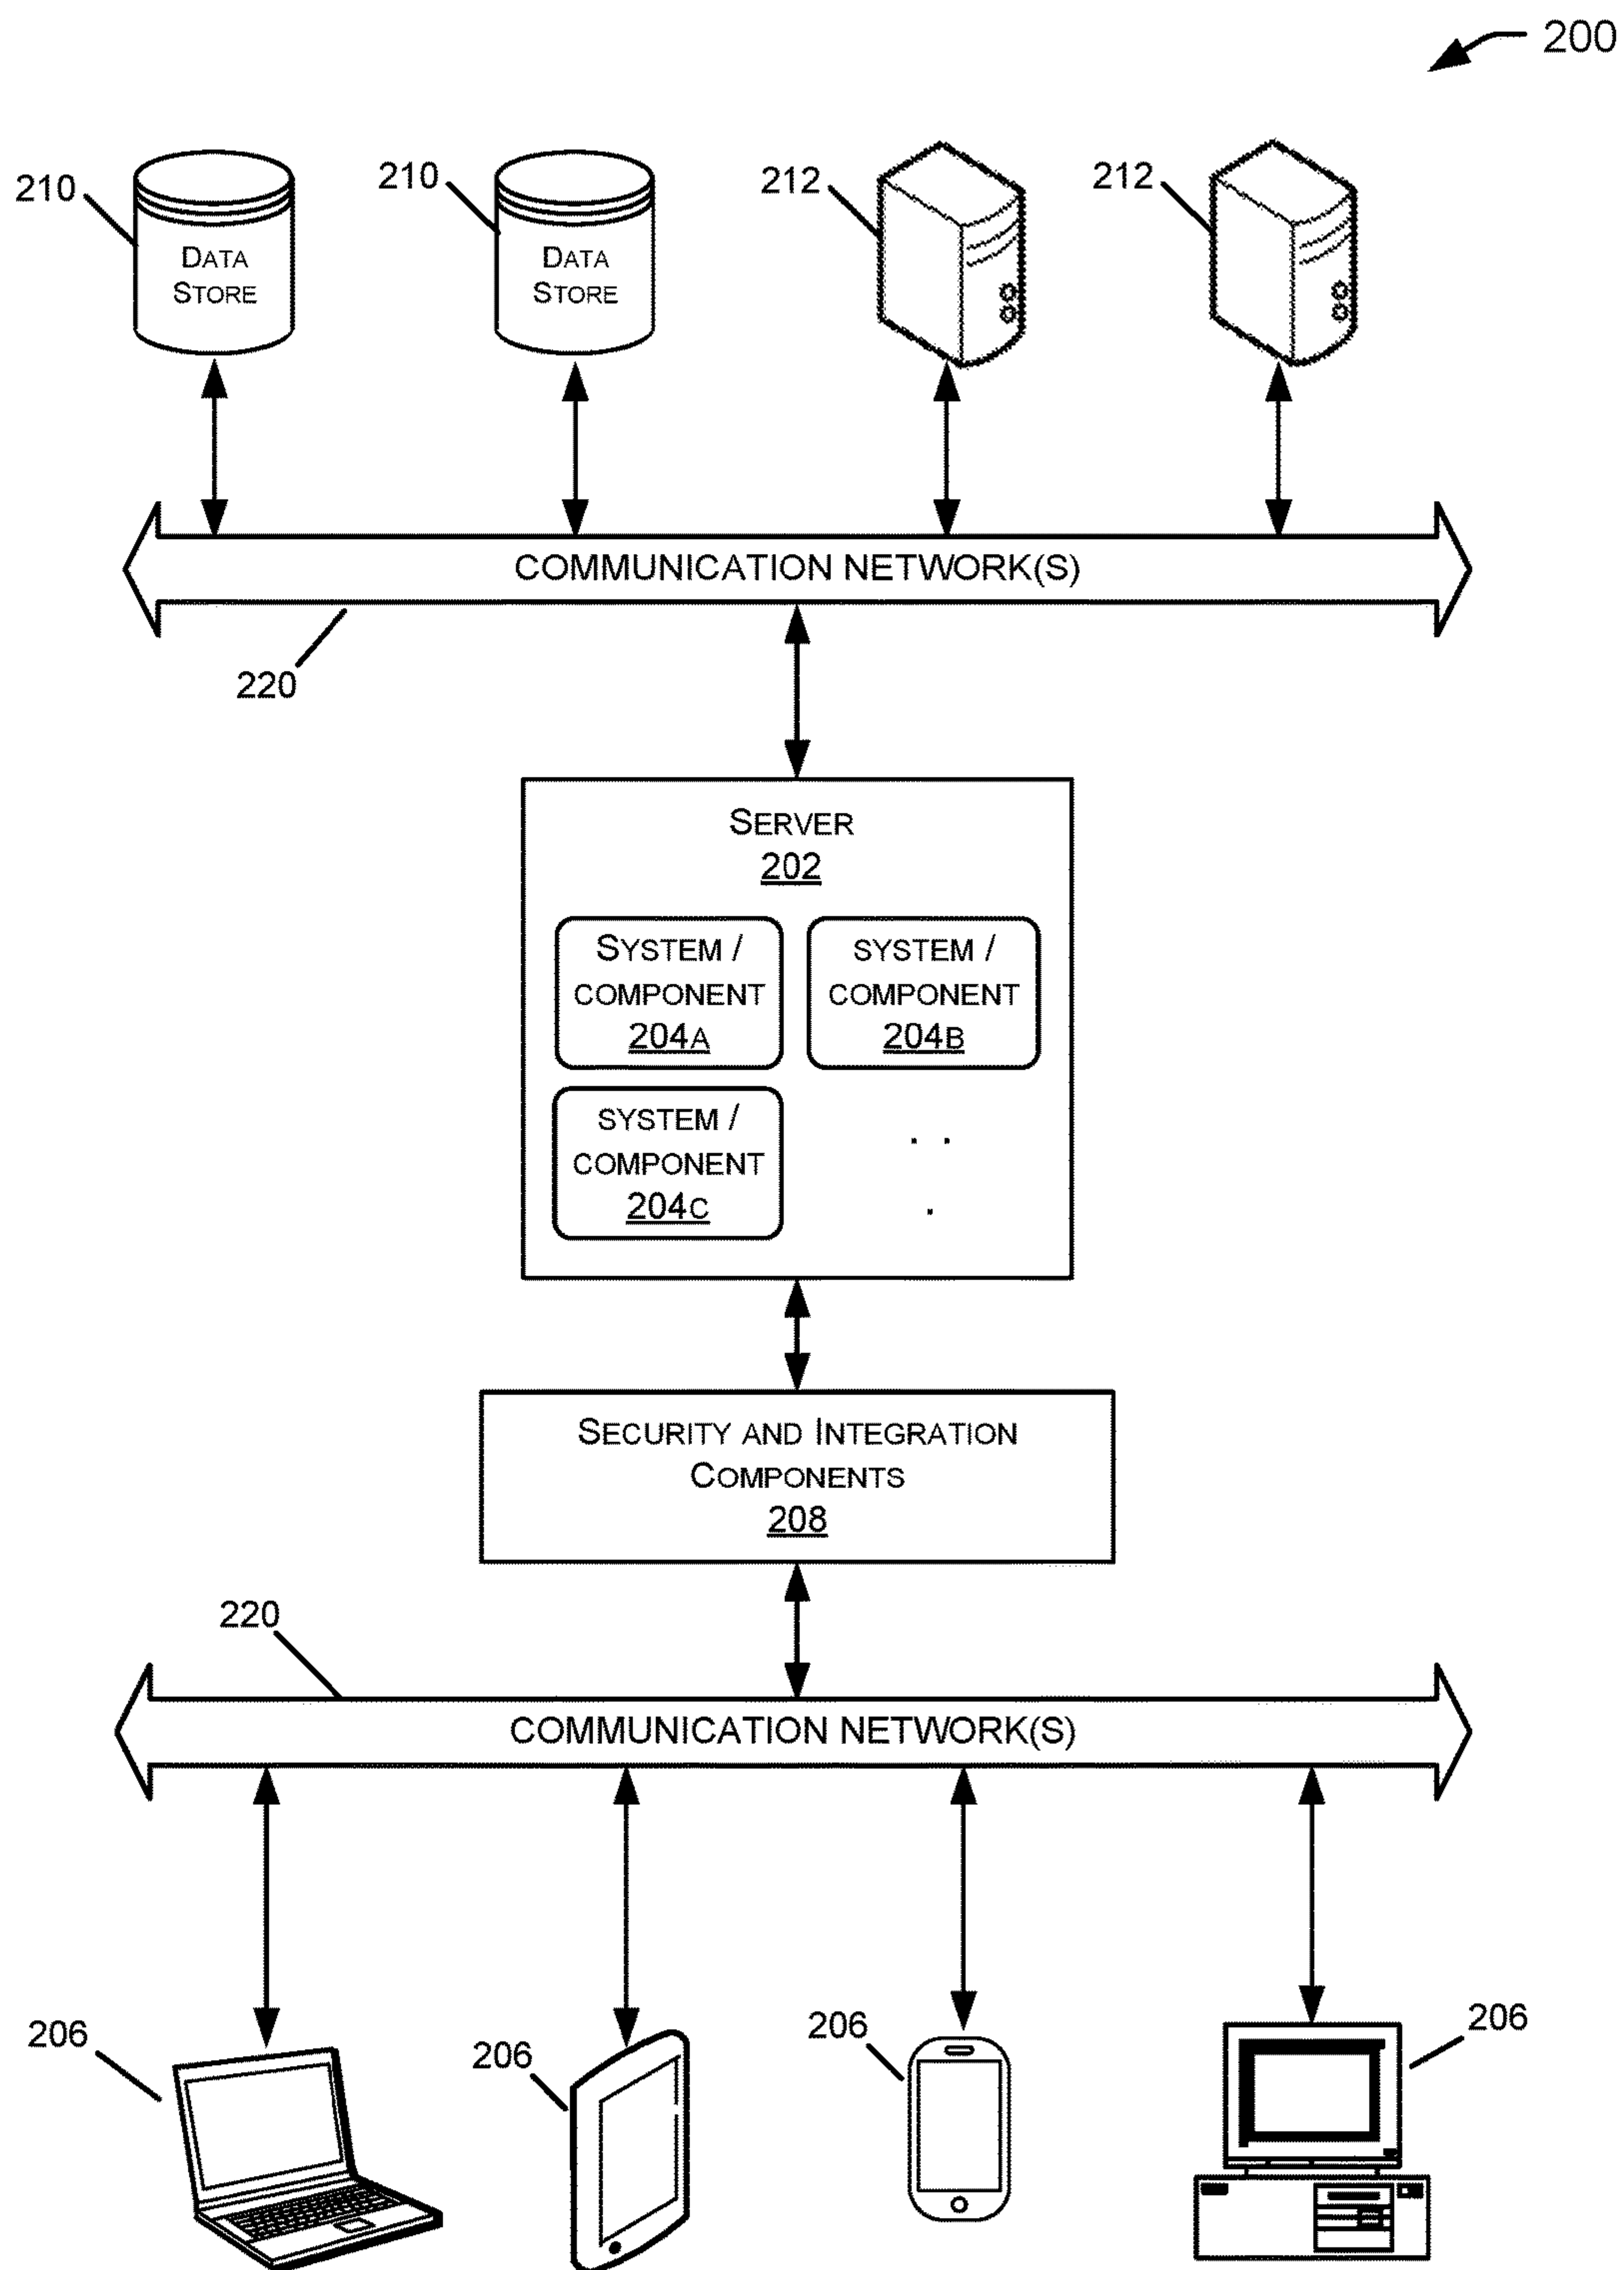 200
210
210
212
212
DATA
STORE
DATA
STORE
COMMUNICATION NETWORK(S)
220
SERVER
202
SYSTEM /
COMPONENT
204A
SYSTEM /
COMPONENT
204B
SYSTEM /
COMPONENT
204C
. .
.
SECURITY AND INTEGRATION
COMPONENTS
208
220
COMMUNICATION NETWORK(S)
206
206
206
206